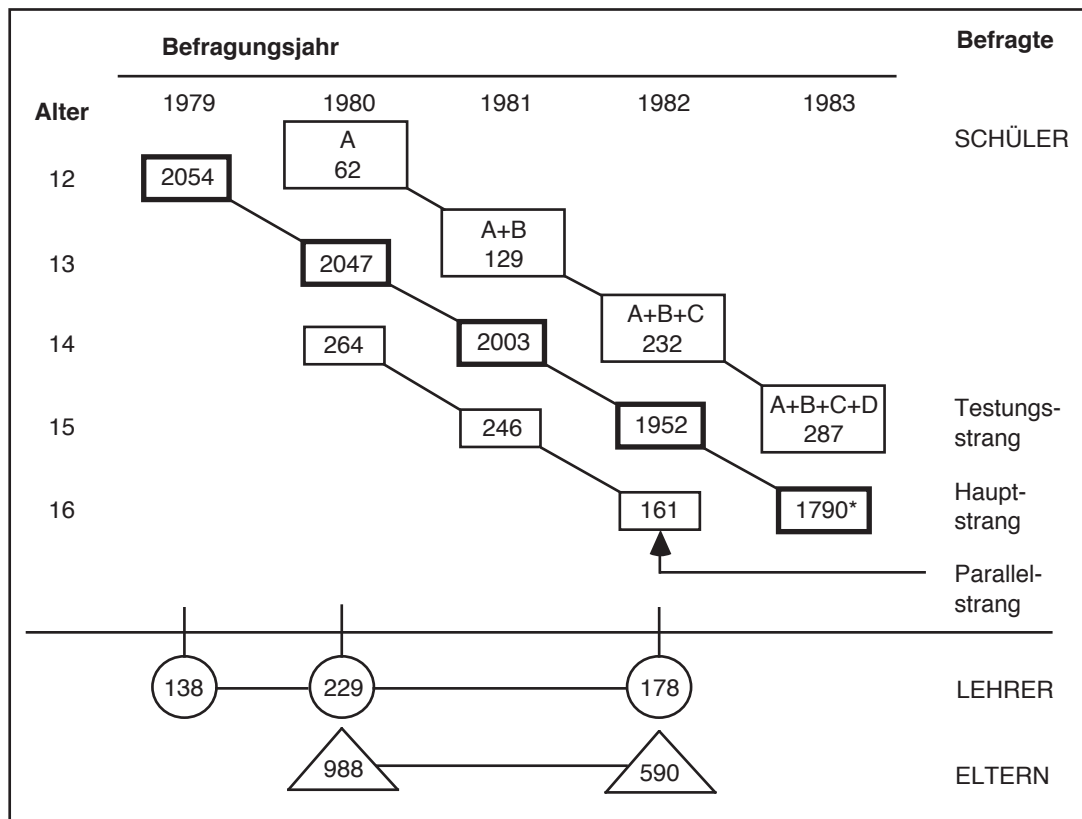 Befragungsjahr
Befragte
Alter
1979 1980 1981 1982 1983
SCHÜLER
A
62
12
2054
A+B
129
13
2047
A+B+C
232
14
264
2003
A+B+C+D
287
15
246
1952
Testungs-
strang
16
161
1790*
Haupt-
strang
Parallel-
strang
138 229 178 LEHRER
988 590 ELTERN